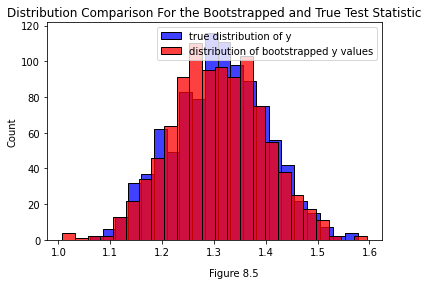 Distribution Comparison For the Bootstrapped and True Test Statistic
true distribution of y
distribution of bootstrapped y values
120
100
80
60
40
20
0
Count
1.0 1.1 1.2 1.3 1.4 1.5 1.6
Figure 8.5